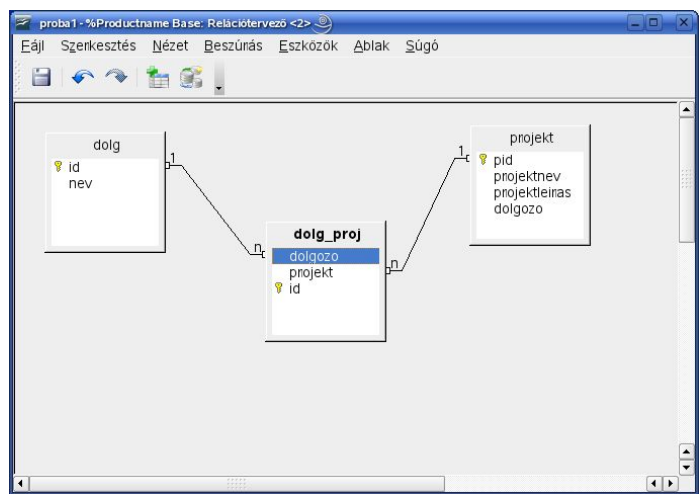 proba1 - %Productname Base: Relációtervező <2>
Fájl Szerkesztés Nézet Beszúrás Eszközök Ablak Súgó
dolg
id
nev
1
n
dolg_proj
dolgozo
projekt
id
n
1
projekt
pid
projektnev
projektleiras
dolgozo